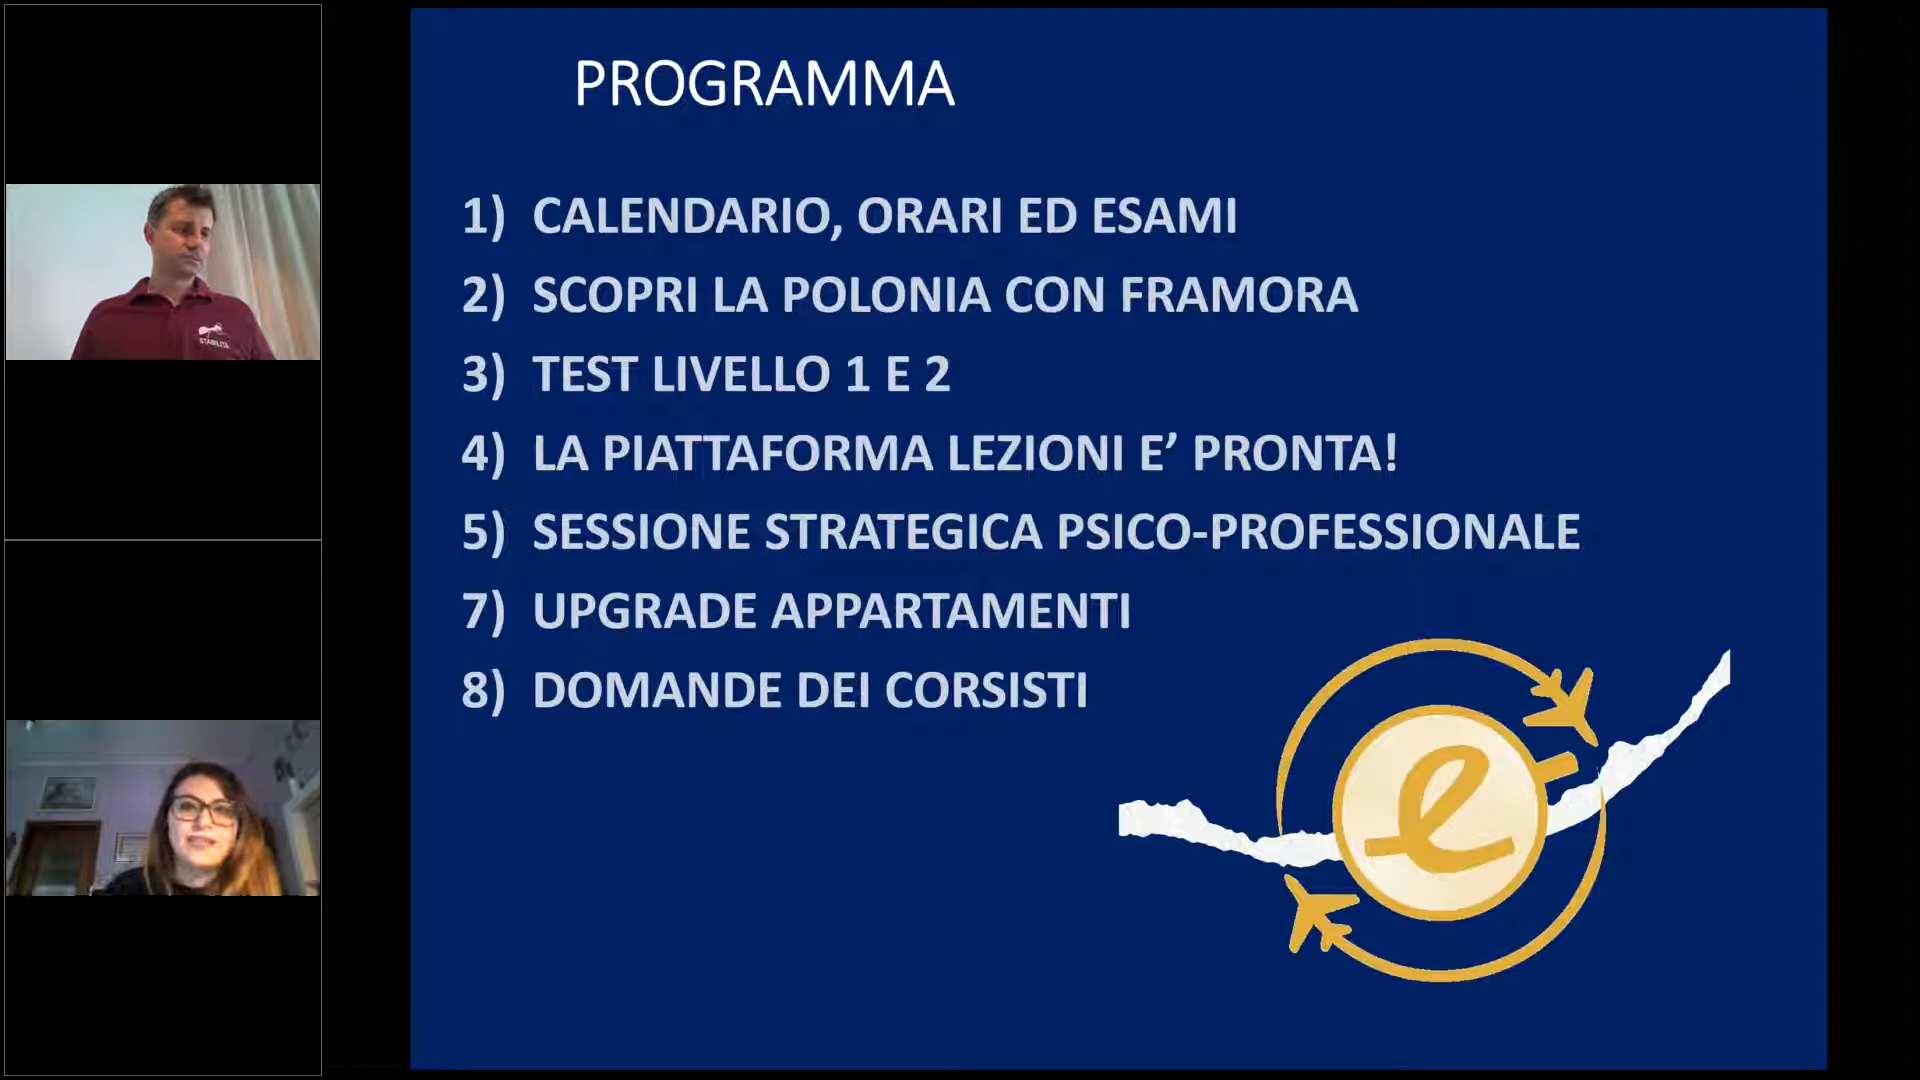 PROGRAMMA
1) CALENDARIO, ORARI ED ESAMI
2) SCOPRI LA POLONIA CON FRAMORA
3) TEST LIVELLO 1 E 2
4) LA PIATTAFORMA LEZIONI E’ PRONTA!
5) SESSIONE STRATEGICA PSICO-PROFESSIONALE
7) UPGRADE APPARTAMENTI
8) DOMANDE DEI CORSISTI
e
STABILITA